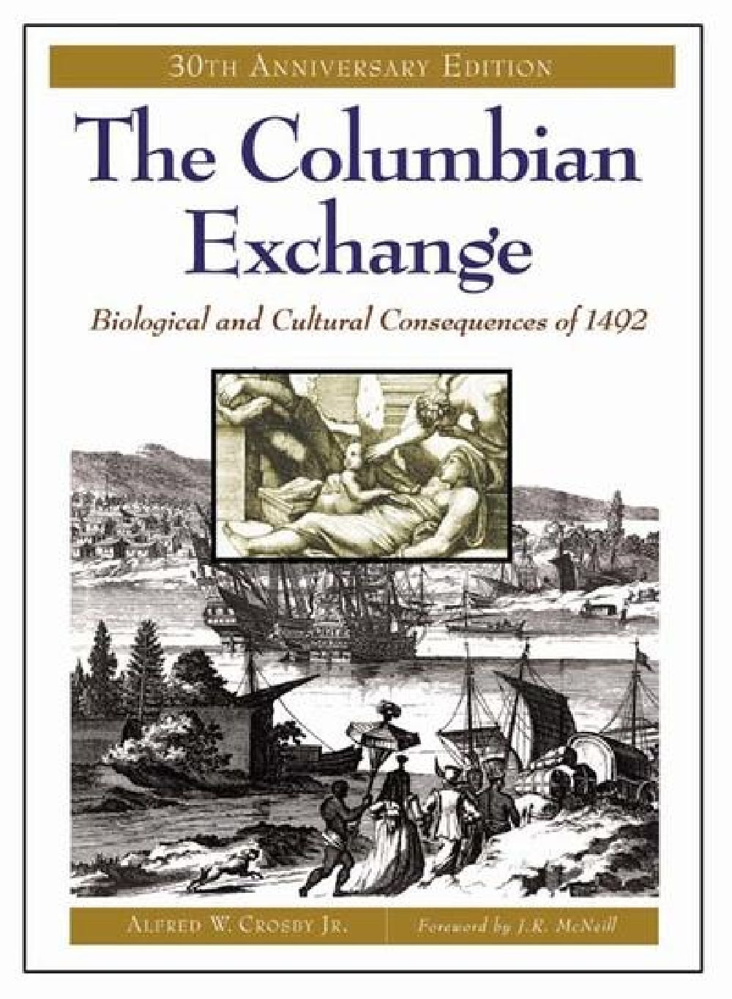 30TH ANNIVERSARY EDITION
The Columbian
Exchange
Biological and Cultural Consequences of 1492
ALFRED W. CROSBY JR.
Foreword by J.R. McNeill